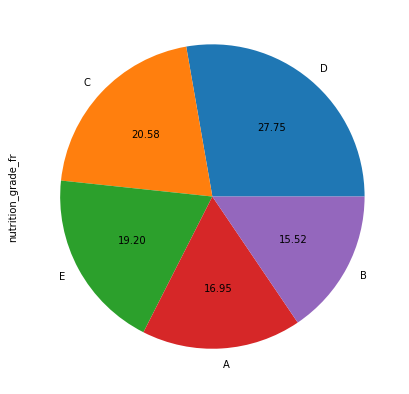 D
C
27.75
20.58
nutrition_grade_fr
19.20
15.52
E
B
16.95
A